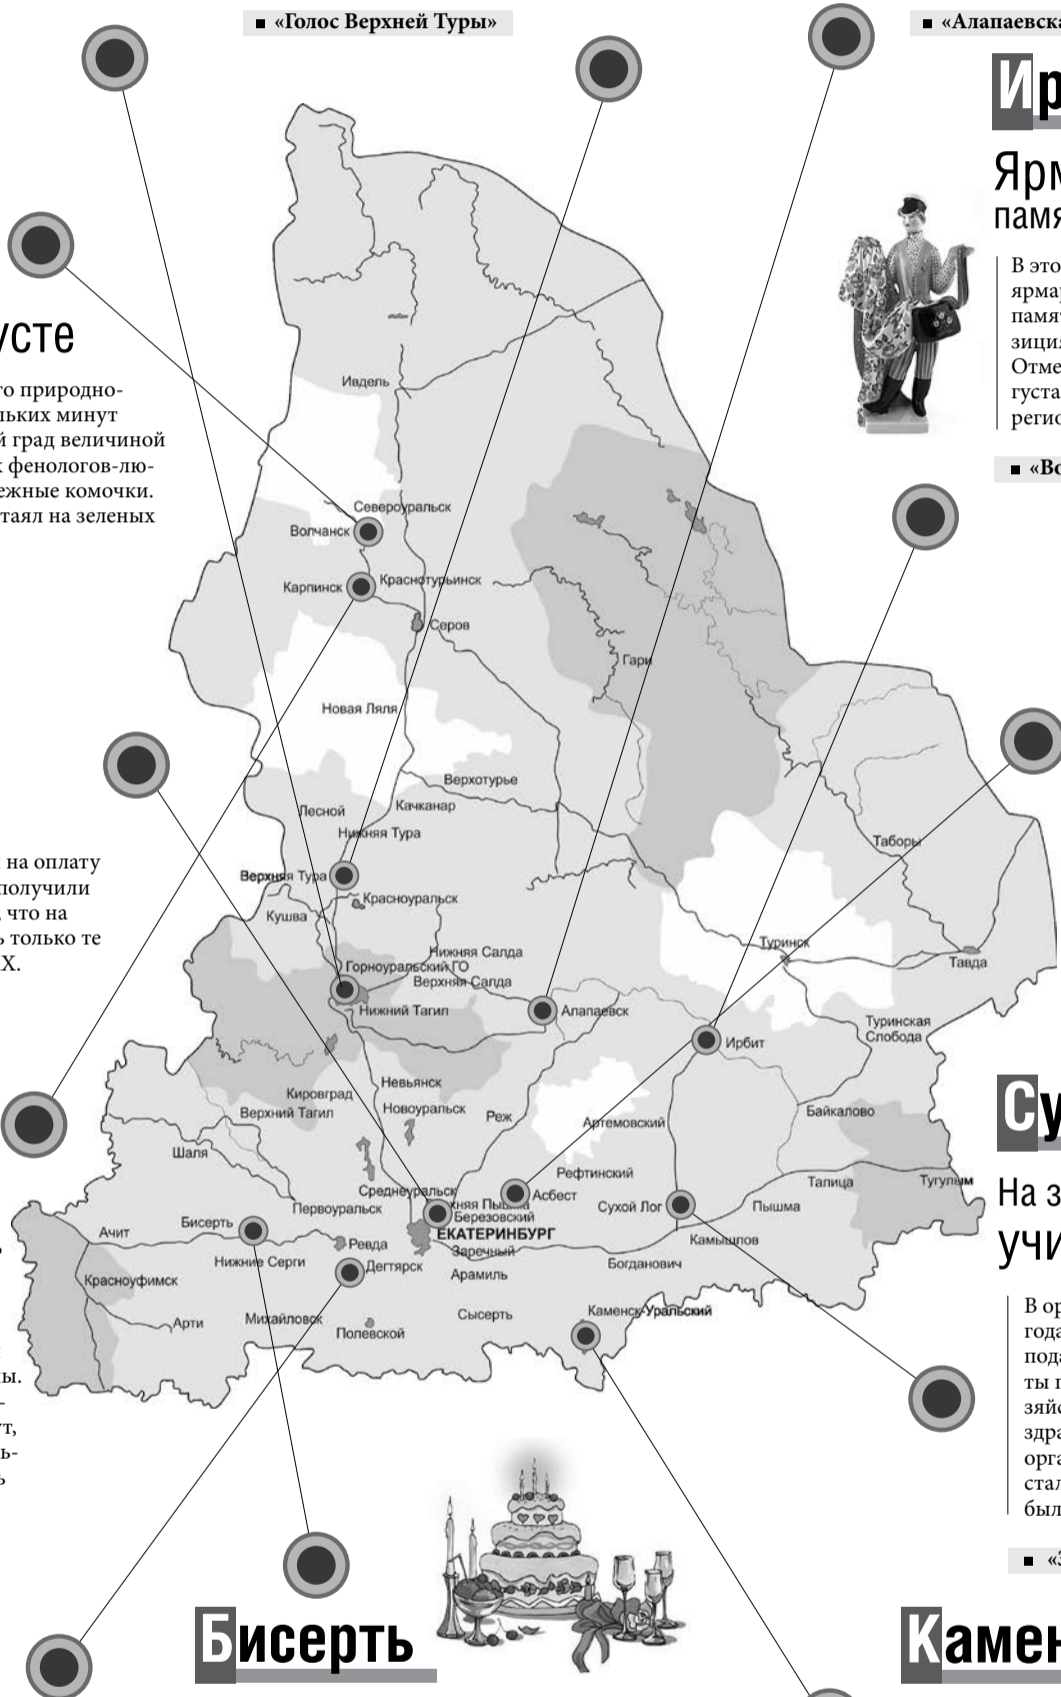 ▪ «Голос Верхней Туры»
▪ «Алапаевска
Ир
Ярм
памя
В это
ярмар
памят
зиция
Отме
густа
регио
▪ «Во
усте
го природно-
льких минут
й град величиной
х фенологов-лю-
ежные комочки.
таял на зеленых
Ивдель
Североуральск
Волчанск
Карпинск
Краснотурьинск
Серов
Гари
Новая Ляля
Верхотурье
Качканар
Лесной
Нижняя Тура
Таборы
на оплату
получили
, что на
ь только те
Х.
Верхняя Тура
Красноуральск
Кушва
Туринск
Тавда
Нижняя Салда
Горноуральский ГО
Верхняя Салда
Нижний Тагил
Алапаевск
Туринская
Слобода
Ирбит
Невьянск
Кировград
Новоуральск
Верхний Тагил
Реж
Артемовский
Байкалово
Шаля
Рефтинский
Талица
Тугулым
Среднеуральск
хняя Пышма
Асбест
Первоуральск
Березовский
Сухой Лог
Пышма
Бисерть
Ачит
ЕКАТЕРИНБУРГ
Ревда
Заречный
Камышлов
Нижние Серги
Дегтярск
Арамиль
Богданович
Красноуфимск
Арти
Михайловск
Полевской
Сысерть
Каменск-Уральский
Су
На з
учи
В ор
года
пода
ты п
зяйс
здра
орга
стал
был
▪ «З
ы.
-
ут,
ь-
ь
Бисерть
Камен